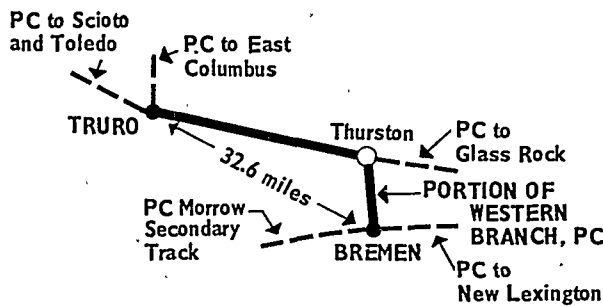 PC to Scioto
and Toledo
PC to East
Columbus
TRURO
Thurston
PC to
Glass Rock
32.6 miles
PORTION OF
WESTERN
BRANCH, PC
PC Morrow
Secondary
Track
BREMEN
PC to
New Lexington